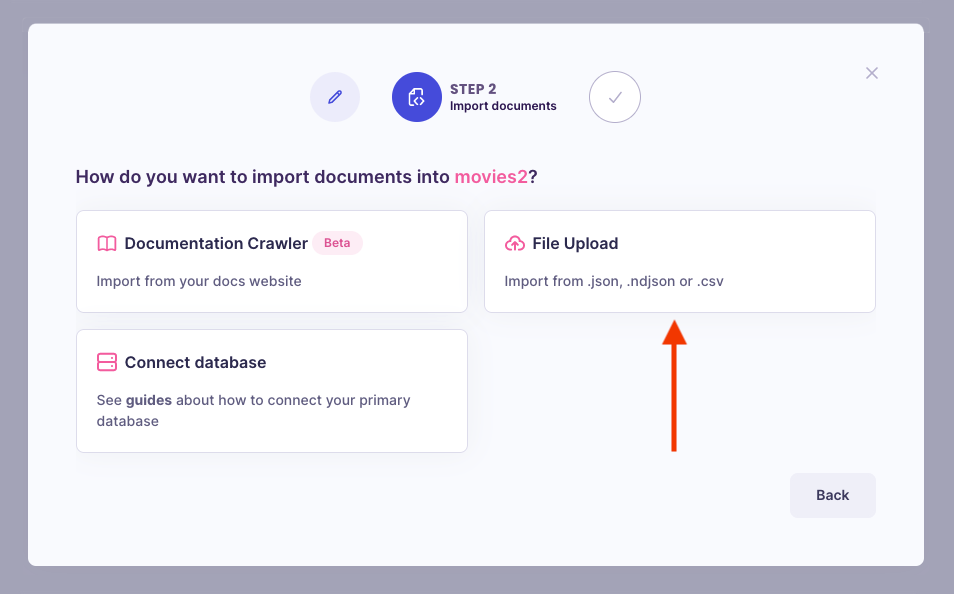 STEP 2
Import documents
How do you want to import documents into movies2?
Documentation Crawler Beta
Import from your docs website
File Upload
Import from .json, .ndjson or .csv
Connect database
See guides about how to connect your primary
database
Back